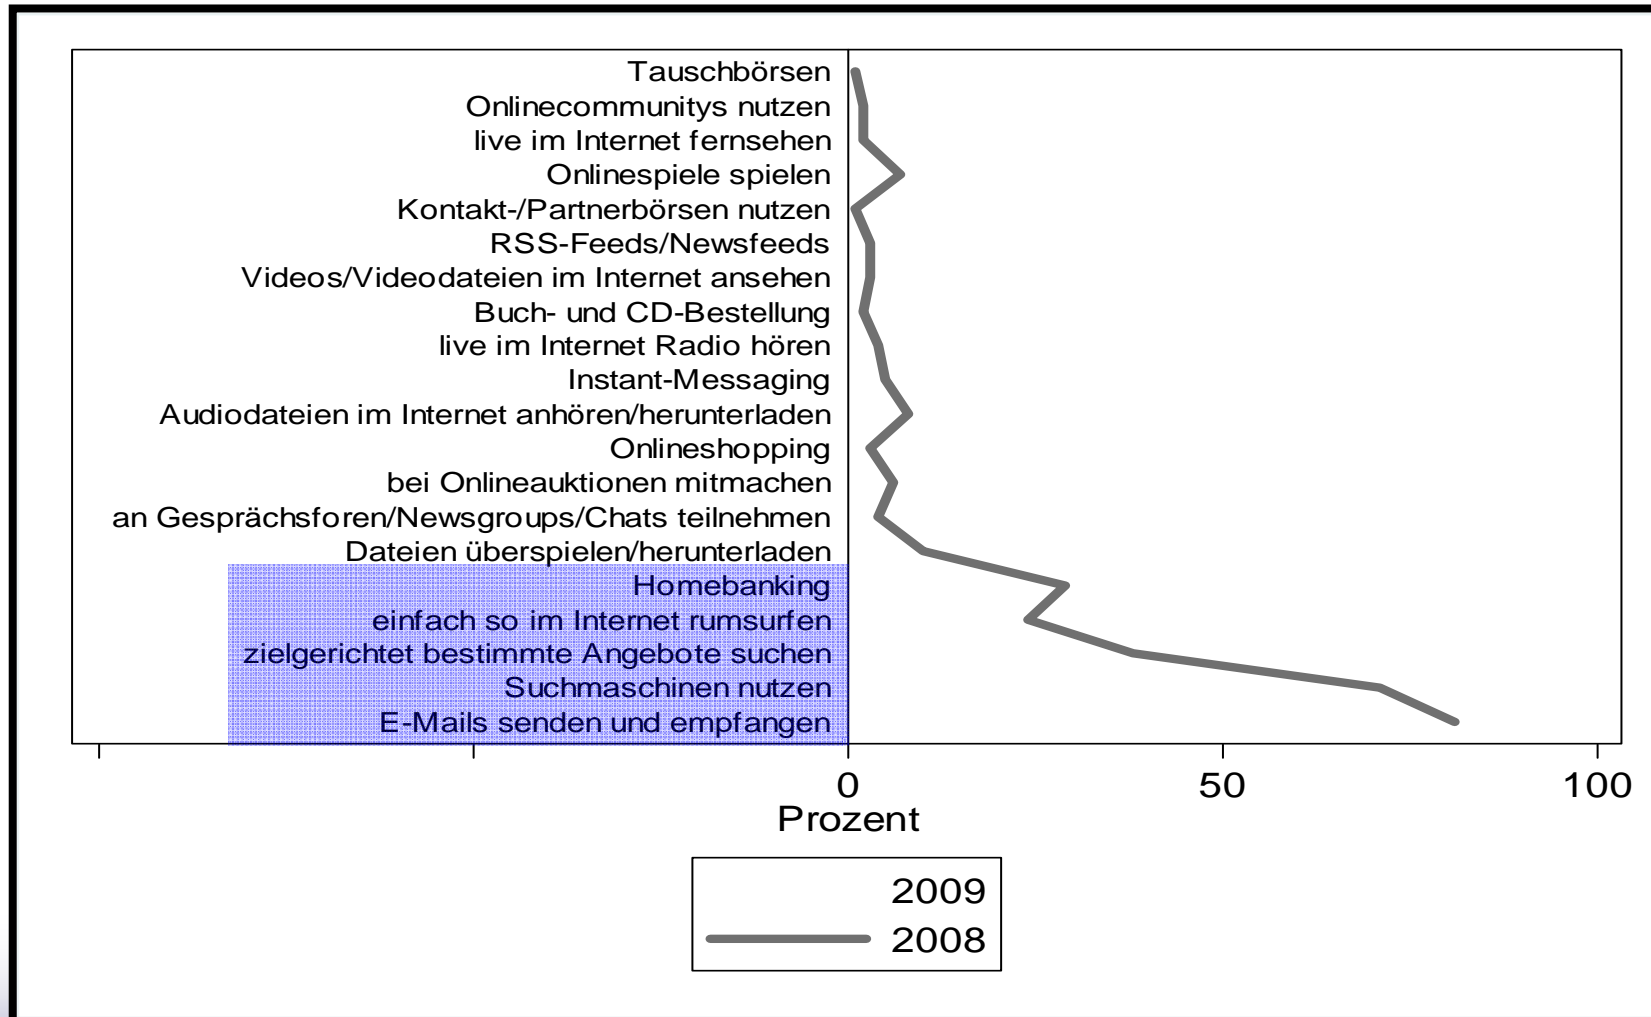 Tauschbörsen
Onlinecommunitys nutzen
live im Internet fernsehen
Onlinespiele spielen
Kontakt-/Partnerbörsen nutzen
RSS-Feeds/Newsfeeds
Videos/Videodateien im Internet ansehen
Buch- und CD-Bestellung
live im Internet Radio hören
Instant-Messaging
Audiodateien im Internet anhören/herunterladen
Onlineshopping
bei Onlineauktionen mitmachen
an Gesprächsforen/Newsgroups/Chats teilnehmen
Dateien überspielen/herunterladen
Homebanking
einfach so im Internet rumsurfen
zielgerichtet bestimmte Angebote suchen
Suchmaschinen nutzen
E-Mails senden und empfangen
0 50 100
Prozent
2009
2008